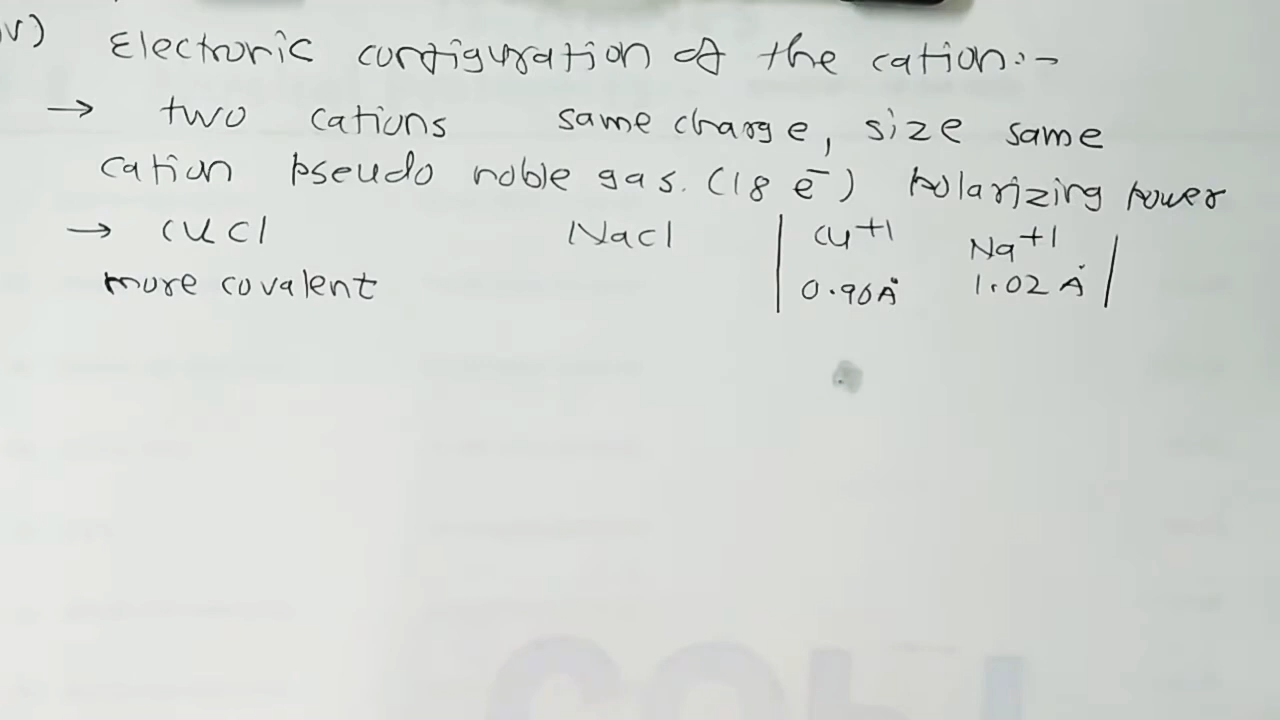 v) Electronic configuration of the cation:-
→ two cations same charge, size same
cation pseudo noble gas. (18 e⁻) polarizing power
→ CuCl NaCl | Cu⁺¹ Na⁺¹ |
more covalent 0.96Å 1.02 Å